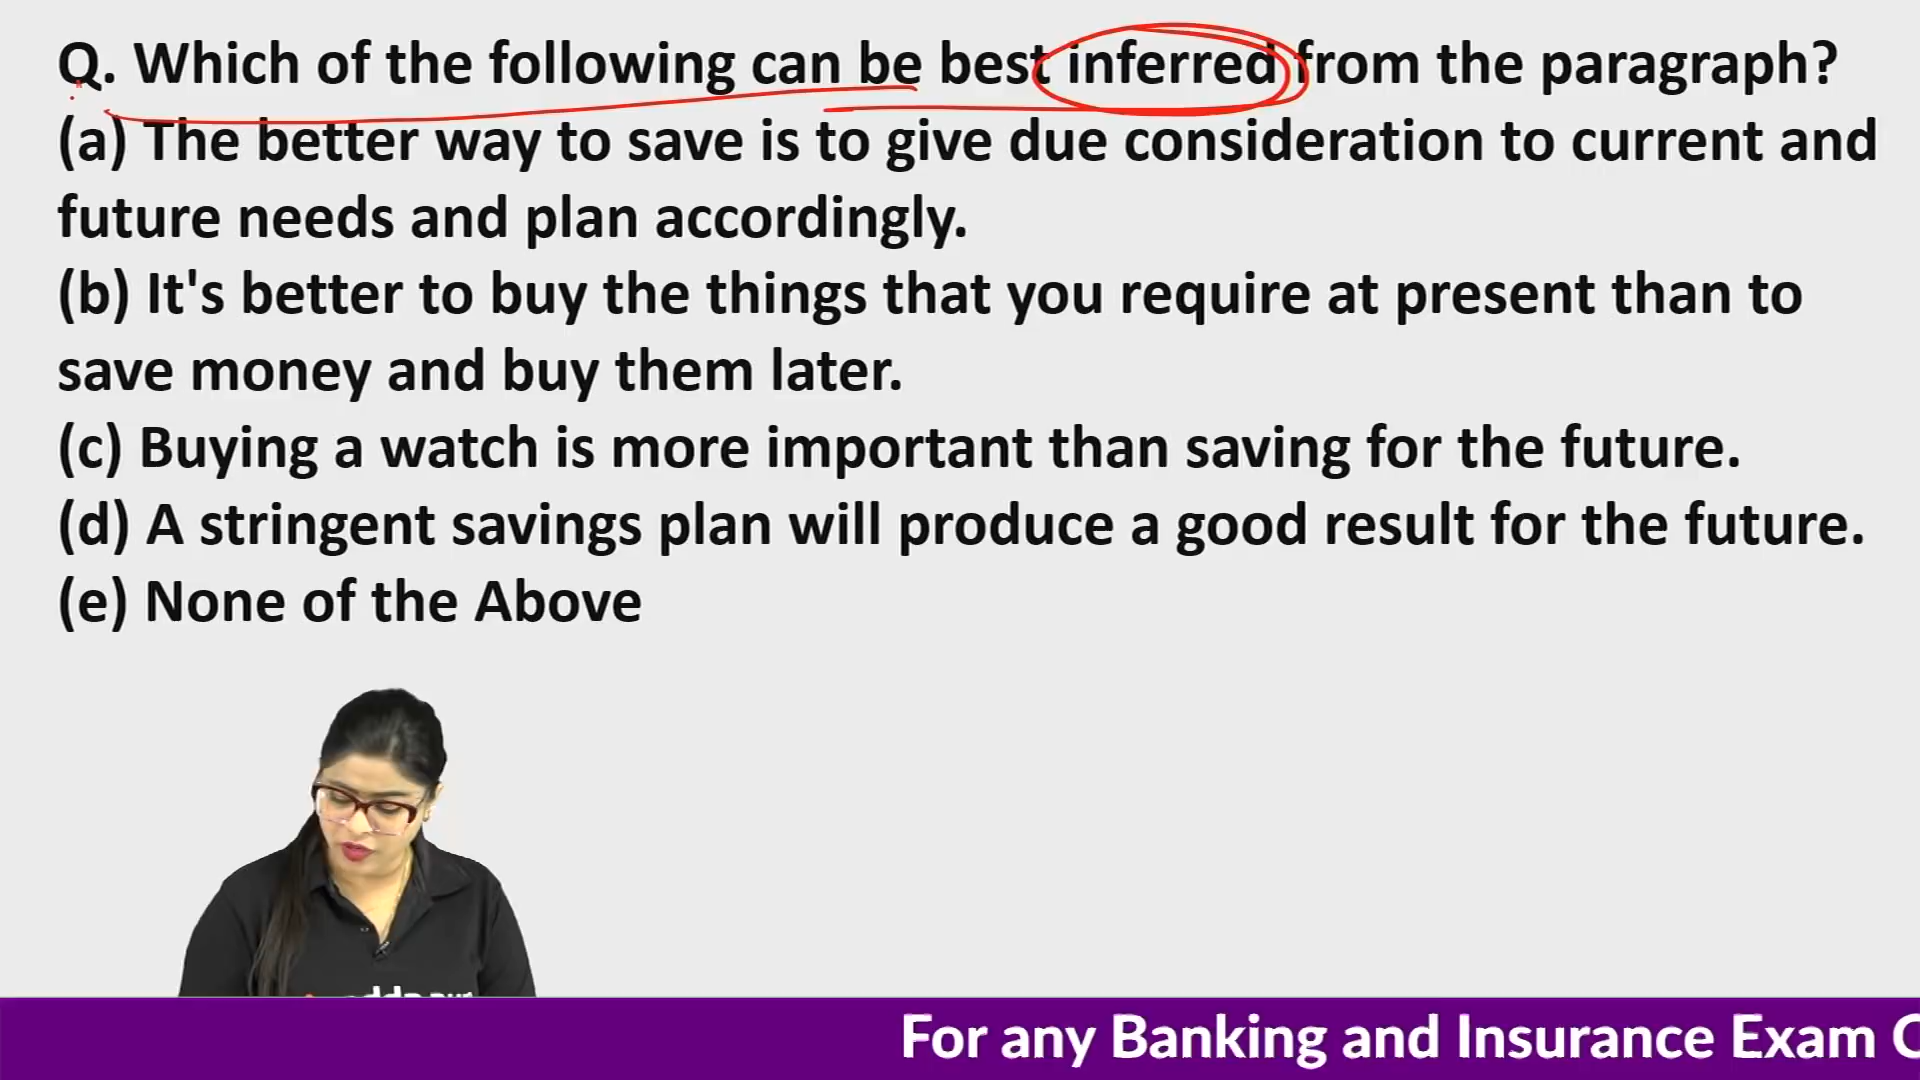 Q. Which of the following can be best inferred from the paragraph?
(a) The better way to save is to give due consideration to current and
future needs and plan accordingly.
(b) It's better to buy the things that you require at present than to
save money and buy them later.
(c) Buying a watch is more important than saving for the future.
(d) A stringent savings plan will produce a good result for the future.
(e) None of the Above
For any Banking and Insurance Exam